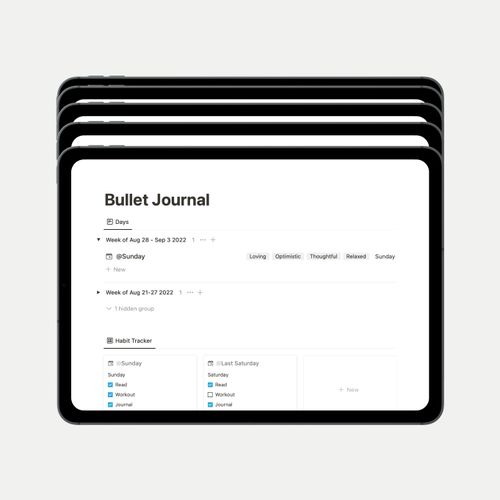 Bullet Journal
Days
Week of Aug 28 - Sep 3 2022 1
@Sunday Loving Optimistic Thoughtful Relaxed Sunday
+ New
Week of Aug 21-27 2022 1
1 hidden group
Habit Tracker
@Sunday @Last Saturday
Sunday Saturday
Read Read
Workout Workout + New
Journal Journal